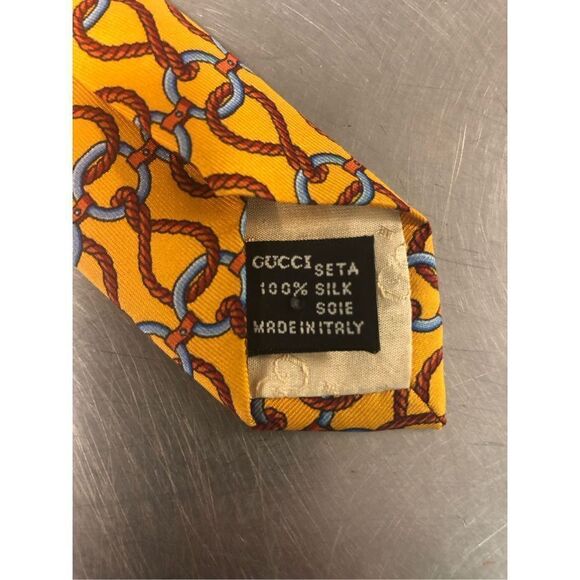 GUCCI SETA
100% SILK
SOIE
MADE IN ITALY